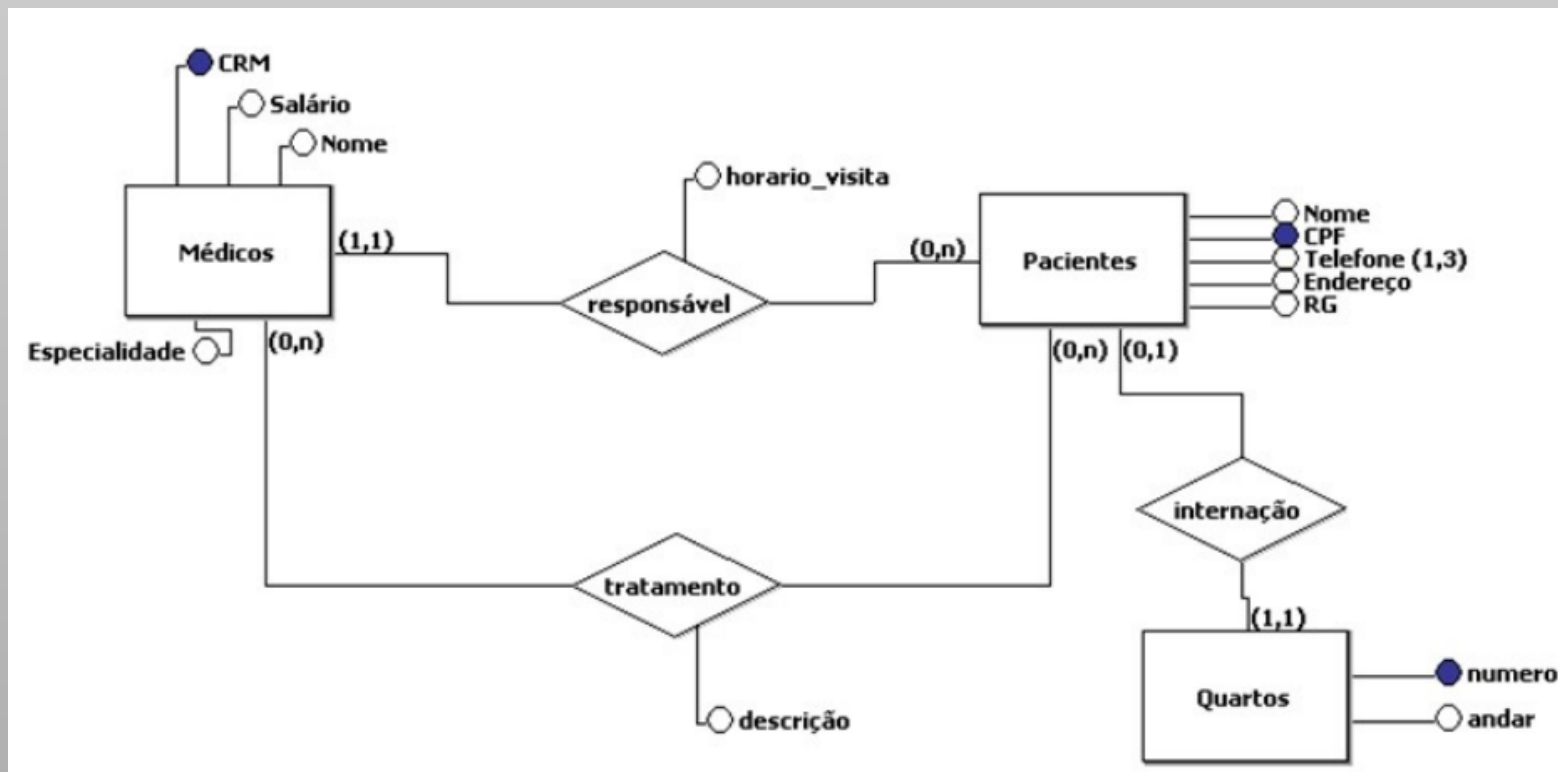 CRM
Salário
Nome
Médicos
Especialidade
(1,1)
(0,n)
horario_visita
responsável
(0,n)
Pacientes
Nome
CPF
Telefone (1,3)
Endereço
RG
(0,n)
(0,1)
internação
tratamento
descrição
(1,1)
Quartos
numero
andar